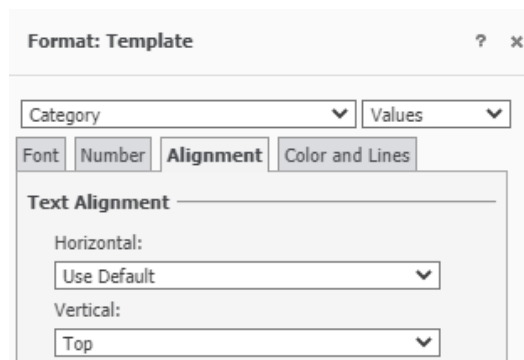 Format: Template ? ×
Category Values
Font Number Alignment Color and Lines
Text Alignment
Horizontal:
Use Default
Vertical:
Top